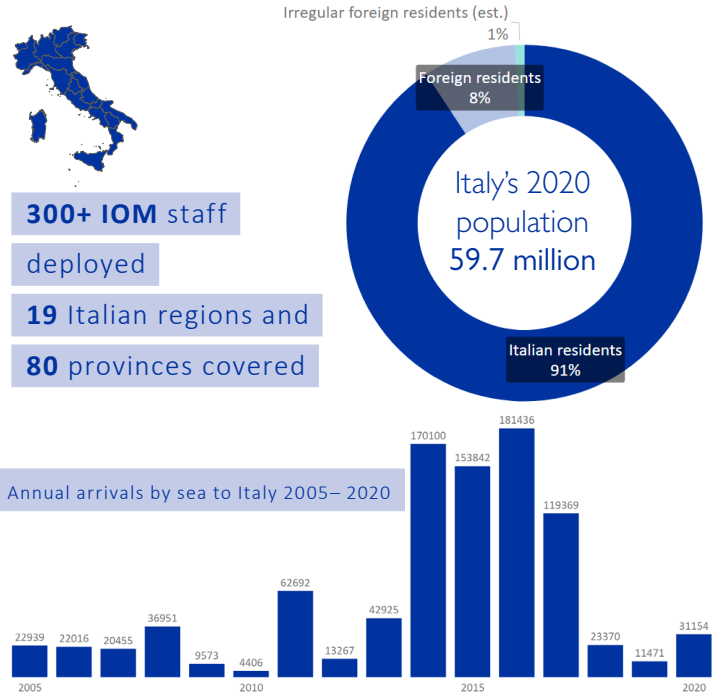 Irregular foreign residents (est.)
1%
Foreign residents
8%
Italy's 2020
population
59.7 million
300+ IOM staff
deployed
19 Italian regions and
80 provinces covered
Italian residents
91%
Annual arrivals by sea to Italy 2005– 2020
22939
22016
20455
36951
9573
4406
62692
13267
42925
170100
153842
181436
119369
23370
11471
31154
2005
2010
2015
2020